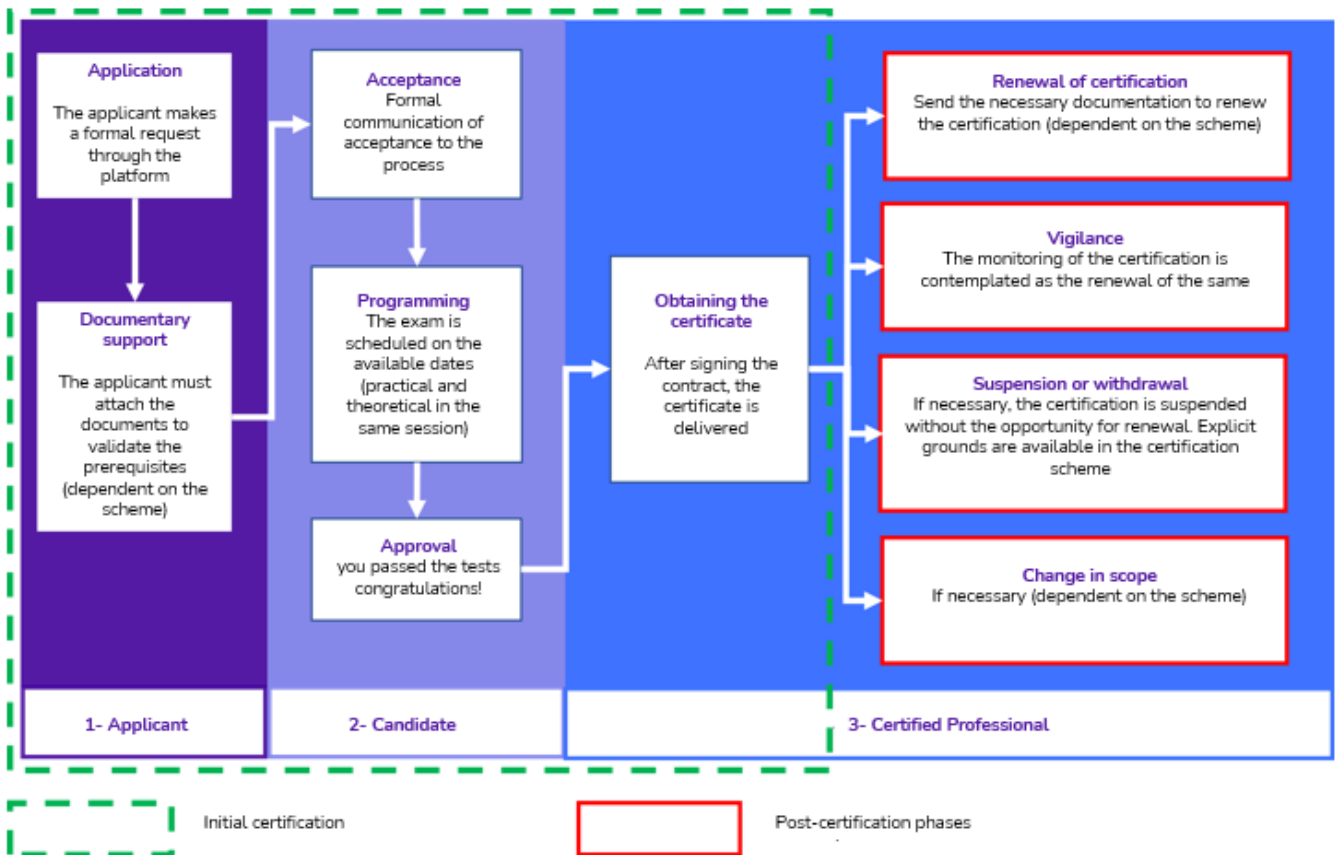 Application
The applicant makes
a formal request
through the
platform
Documentary
support
The applicant must
attach the
documents to
validate the
prerequisites
(dependent on the
scheme)
Acceptance
Formal
communication of
acceptance to the
process
Programming
The exam is
scheduled on the
available dates
(practical and
theoretical in the
same session)
Approval
you passed the tests
congratulations!
Obtaining the
certificate
After signing the
contract, the
certificate is
delivered
Renewal of certification
Send the necessary documentation to renew
the certification (dependent on the scheme)
Vigilance
The monitoring of the certification is
contemplated as the renewal of the same
Suspension or withdrawal
If necessary, the certification is suspended
without the opportunity for renewal. Explicit
grounds are available in the certification
scheme
Change in scope
If necessary (dependent on the scheme)
1- Applicant
2- Candidate
3- Certified Professional
Initial certification
Post-certification phases